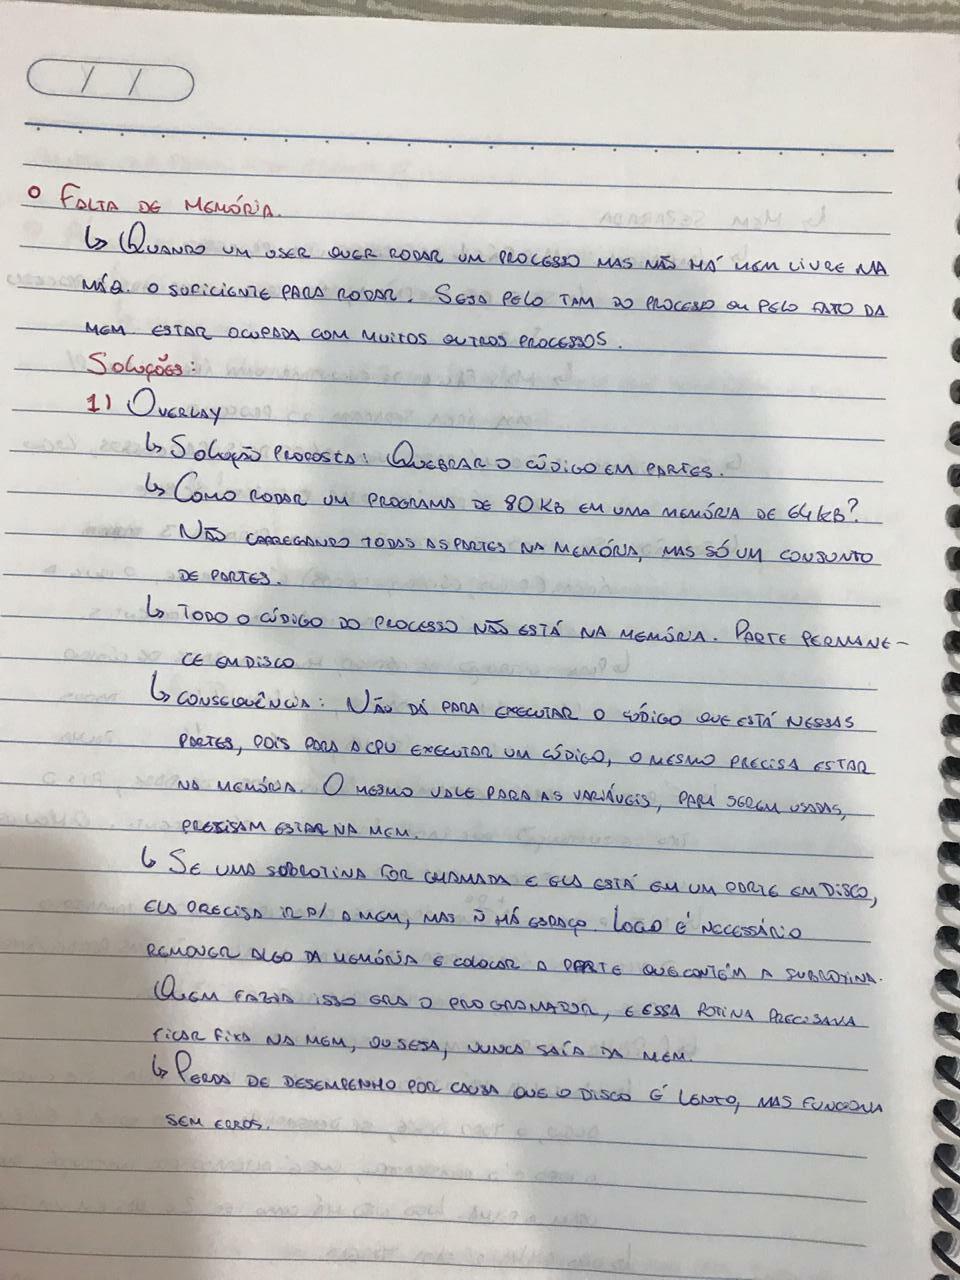 ° FALTA DE MEMÓRIA.
↳ QUANDO UM USER QUER RODAR UM PROCESSO MAS NÃO HÁ MEM LIVRE NA
MÁQ. O SUFICIENTE PARA RODAR. SEJA PELO TAM DO PROCESSO OU PELO FATO DA
MEM ESTAR OCUPADA COM MUITOS OUTROS PROCESSOS.
SOLUÇÕES:
1) OVERLAY
↳ SOLUÇÃO PROPOSTA: QUEBRAR O CÓDIGO EM PARTES.
↳ COMO RODAR UM PROGRAMA DE 80KB EM UMA MEMÓRIA DE 64KB?
NÃO CARREGANDO TODAS AS PARTES NA MEMÓRIA, MAS SÓ UM CONJUNTO
DE PARTES.
↳ TODO O CÓDIGO DO PROCESSO NÃO ESTÁ NA MEMÓRIA. PARTE PERMANE-
CE EM DISCO
↳ CONSEQUÊNCIA: NÃO DÁ PARA EXECUTAR O CÓDIGO QUE ESTÁ NESSAS
PARTES, POIS PARA A CPU EXECUTAR UM CÓDIGO, O MESMO PRECISA ESTAR
NA MEMÓRIA. O MESMO VALE PARA AS VARIÁVEIS, PARA SEREM USADAS,
PRECISAM ESTAR NA MEM.
↳ SE UMA SUBROTINA FOR CHAMADA E ELA ESTÁ EM UM PARTE EM DISCO,
ELA PRECISA IR P/ A MEM, MAS Ñ HÁ ESPAÇO. LOGO É NECESSÁRIO
REMOVER ALGO DA MEMÓRIA E COLOCAR A PARTE QUE CONTÉM A SUBROTINA.
QUEM FAZIA ISSO ERA O PROGRAMADOR, E ESSA ROTINA PRECISAVA
FICAR FIXA NA MEM, OU SEJA, NUNCA SAÍA DA MEM.
↳ PERDA DE DESEMPENHO POR CAUSA QUE O DISCO É LENTO, MAS FUNCIONA
SEM ERROS.